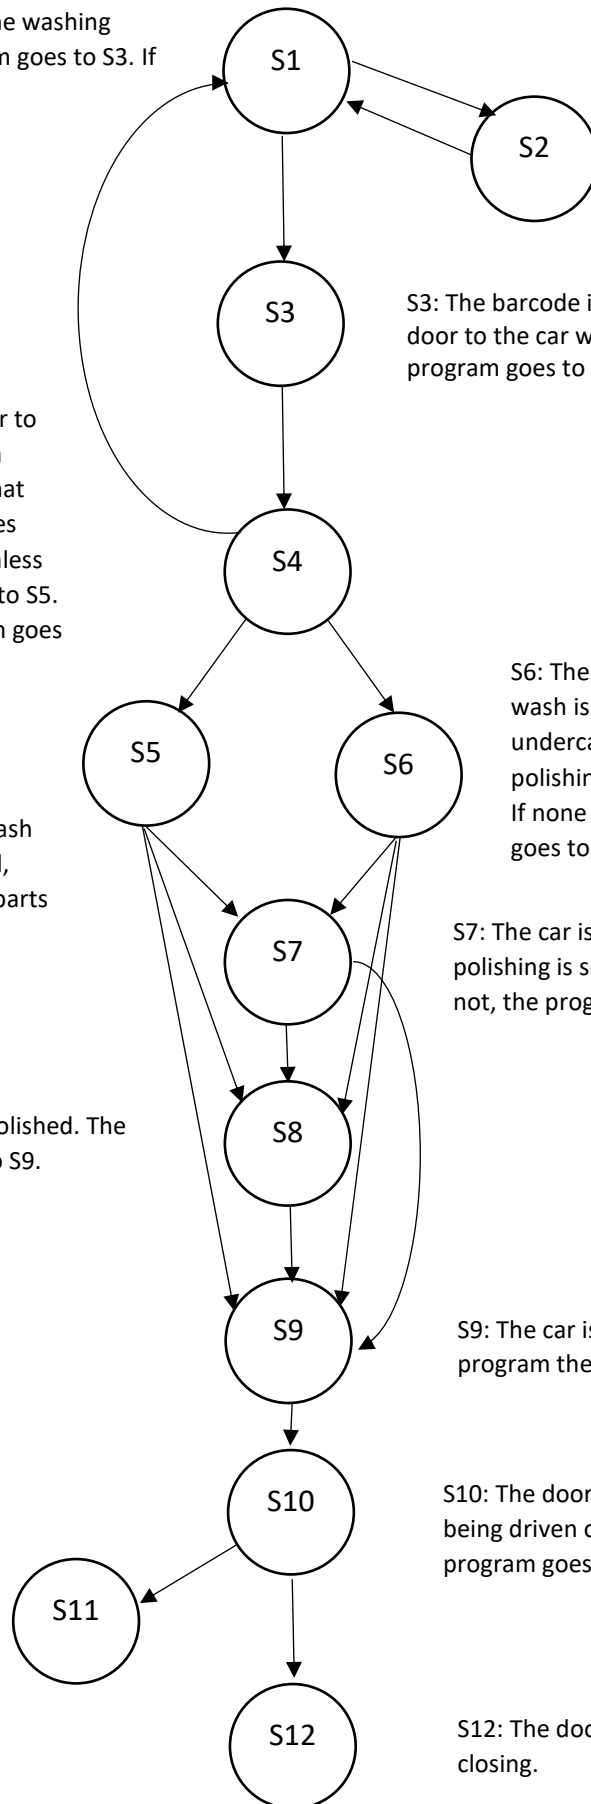 ne washing
S1
n goes to S3. If
S2
S3
S3: The barcode i
door to the car w
program goes to
r to
hat
es
nless
S4
to S5.
n goes
S6: The
wash is
S5
S6
underca
polishin
ash
If none
goes to
parts
S7: The car is
S7
polishing is s
not, the prog
olished. The
S8
o S9.
S9
S9: The car is
program the
S10
S10: The door
being driven o
program goes
S11
S12
S12: The doo
closing.